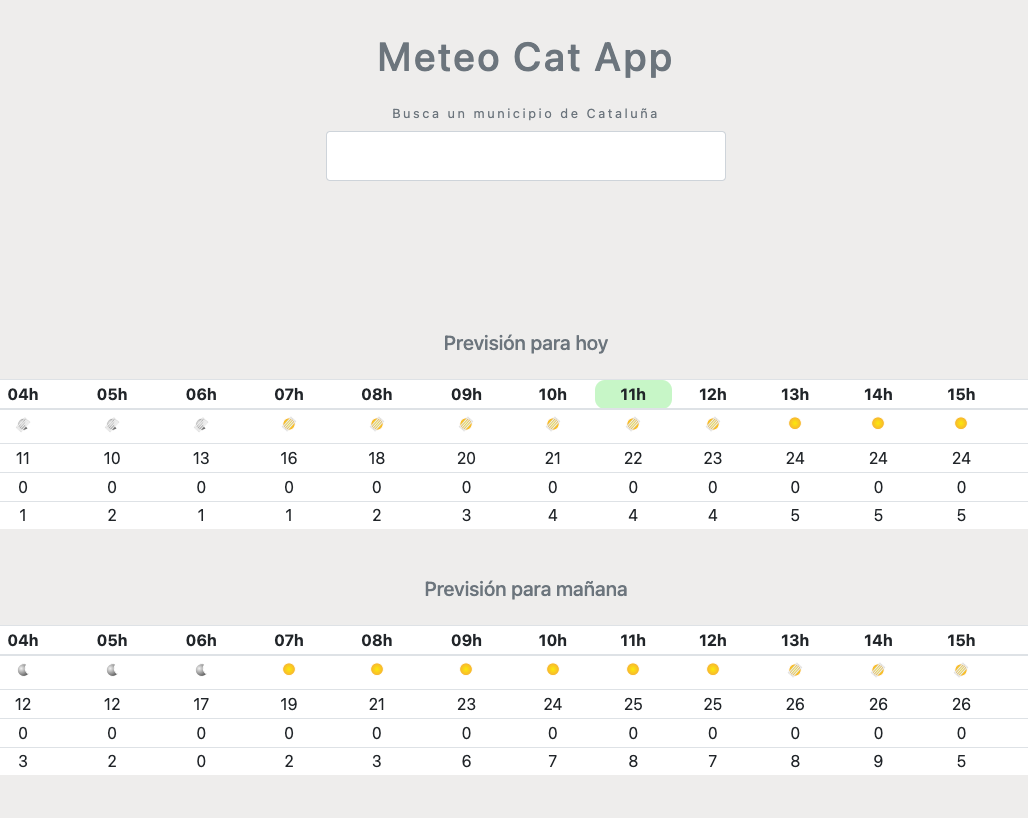 Meteo Cat App
Busca un municipio de Cataluña
Previsión para hoy
04h 05h 06h 07h 08h 09h 10h 11h 12h 13h 14h 15h
11 10 13 16 18 20 21 22 23 24 24 24
0 0 0 0 0 0 0 0 0 0 0 0
1 2 1 1 2 3 4 4 4 5 5 5
Previsión para mañana
04h 05h 06h 07h 08h 09h 10h 11h 12h 13h 14h 15h
12 12 17 19 21 23 24 25 25 26 26 26
0 0 0 0 0 0 0 0 0 0 0 0
3 2 0 2 3 6 7 8 7 8 9 5